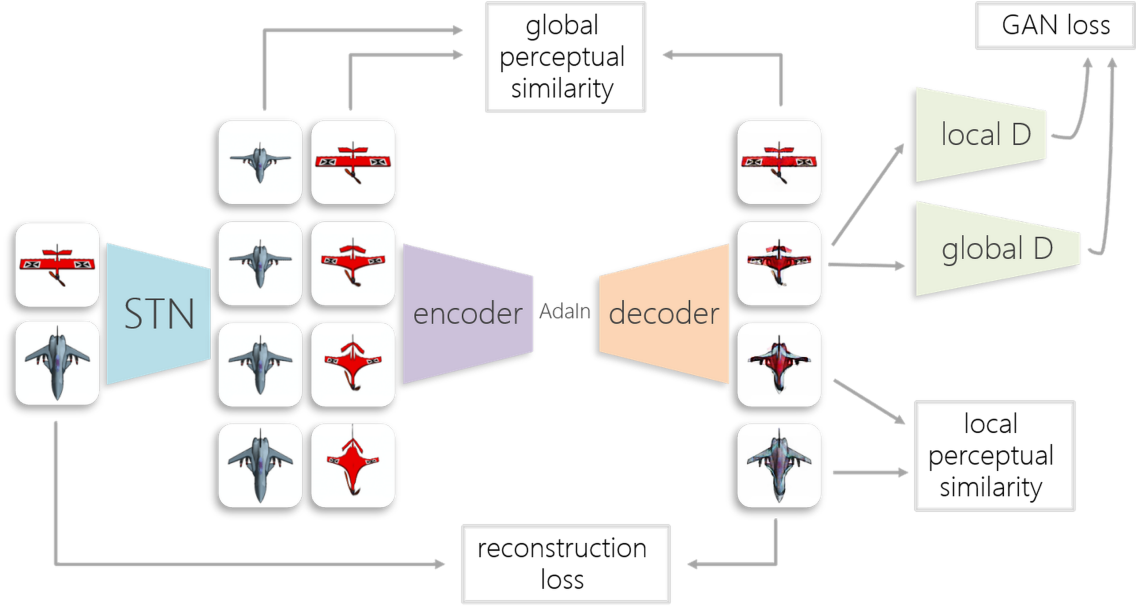 global
perceptual
similarity
GAN loss
local D
global D
STN
encoder
AdaIn
decoder
local
perceptual
similarity
reconstruction
loss